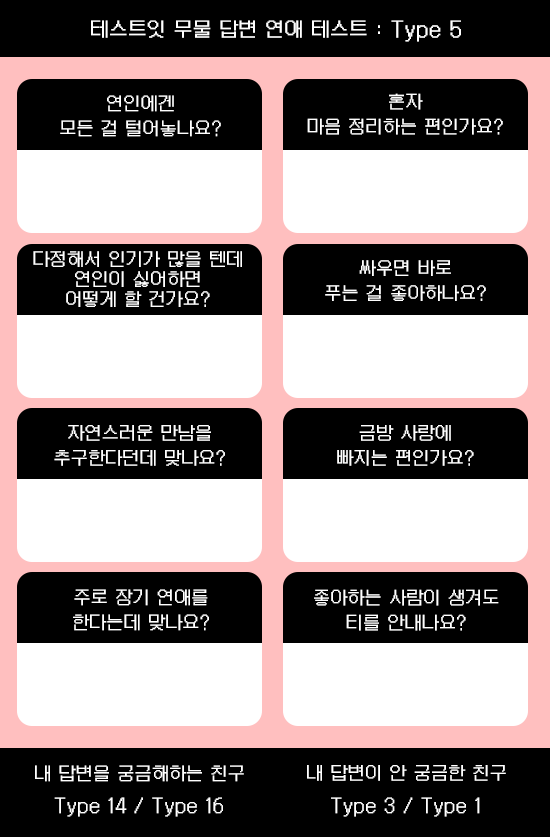 테스트잇 무물 답변 연애 테스트 : Type 5
연인에겐
모든 걸 털어놓나요?
혼자
마음 정리하는 편인가요?
다정해서 인기가 많을 텐데
연인이 싫어하면
어떻게 할 건가요?
싸우면 바로
푸는 걸 좋아하나요?
자연스러운 만남을
추구한다던데 맞나요?
금방 사랑에
빠지는 편인가요?
주로 장기 연애를
한다는데 맞나요?
좋아하는 사람이 생겨도
티를 안내나요?
내 답변을 궁금해하는 친구
Type 14 / Type 16
내 답변이 안 궁금한 친구
Type 3 / Type 1